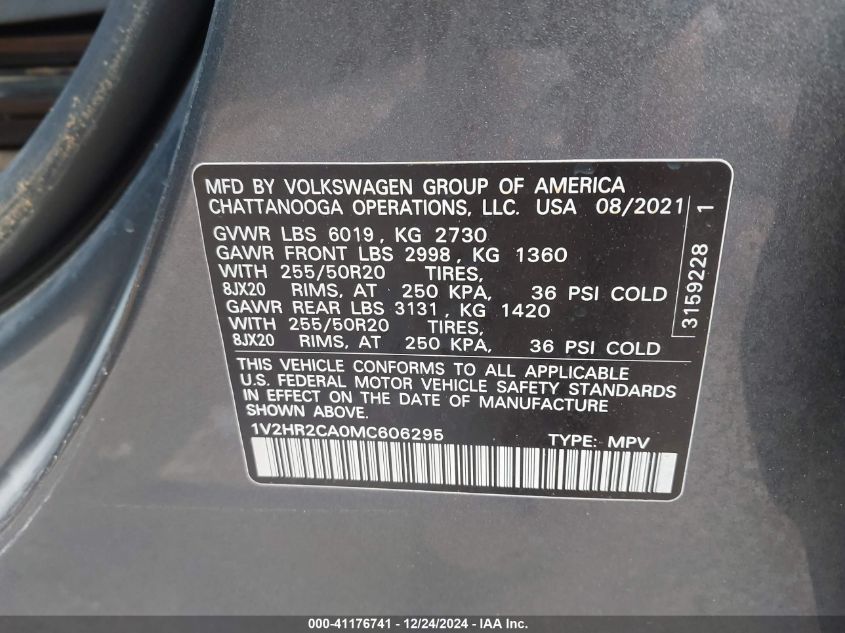 MFD BY VOLKSWAGEN GROUP OF AMERICA
CHATTANOOGA OPERATIONS, LLC. USA 08/2021
GVWR LBS 6019, KG 2730
GAWR FRONT LBS 2998, KG 1360
WITH 255/50R20 TIRES,
8JX20 RIMS, AT 250 KPA, 36 PSI COLD
GAWR REAR LBS 3131, KG 1420
WITH 255/50R20 TIRES,
8JX20 RIMS, AT 250 KPA, 36 PSI COLD
THIS VEHICLE CONFORMS TO ALL APPLICABLE
U.S. FEDERAL MOTOR VEHICLE SAFETY STANDARDS
IN EFFECT ON THE DATE OF MANUFACTURE
SHOWN ABOVE.
1V2HR2CA0MC606295 TYPE: MPV
3159228 1
000-41176741 - 12/24/2024 - IAA Inc.